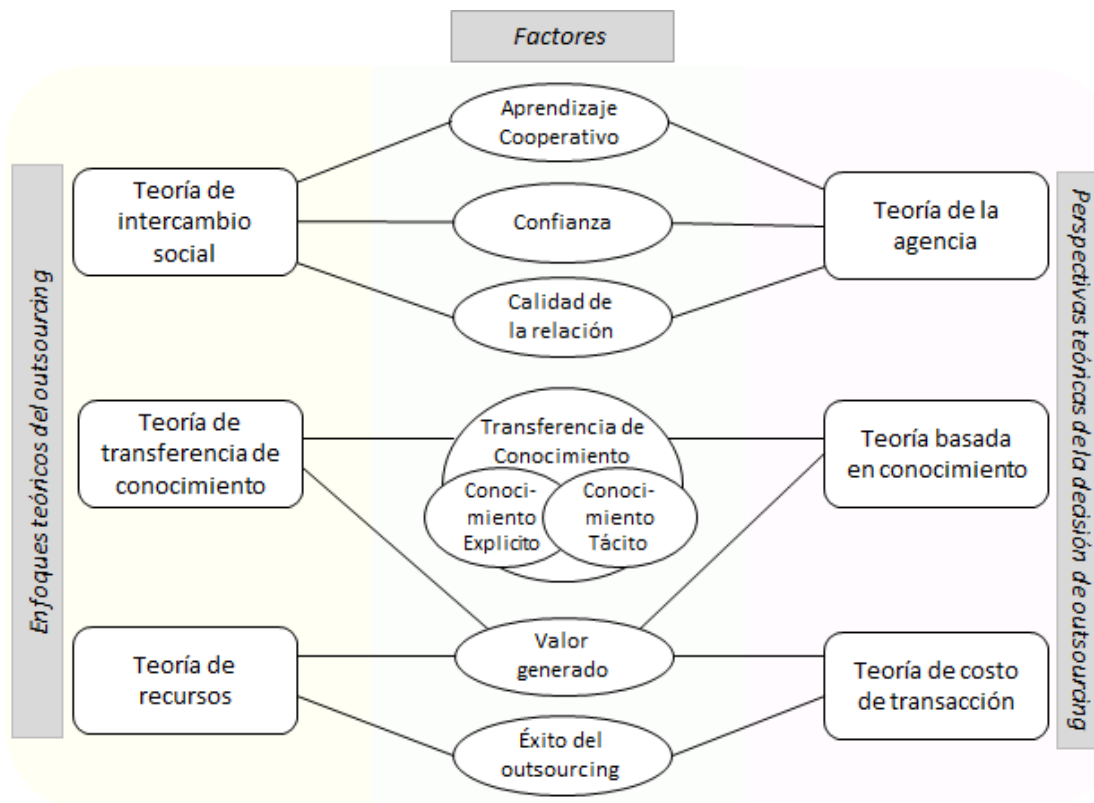 Factores
Enfoques teóricos del outsourcing
Perspectivas teóricas de la decisión de outsourcing
Teoría de
intercambio
social
Aprendizaje
Cooperativo
Confianza
Calidad de
la relación
Teoría de la
agencia
Teoría de
transferencia de
conocimiento
Transferencia de
Conocimiento
Conoci-
miento
Explicito
Conoci-
miento
Tácito
Teoría basada
en conocimiento
Teoría de
recursos
Valor
generado
Éxito del
outsourcing
Teoría de costo
de transacción